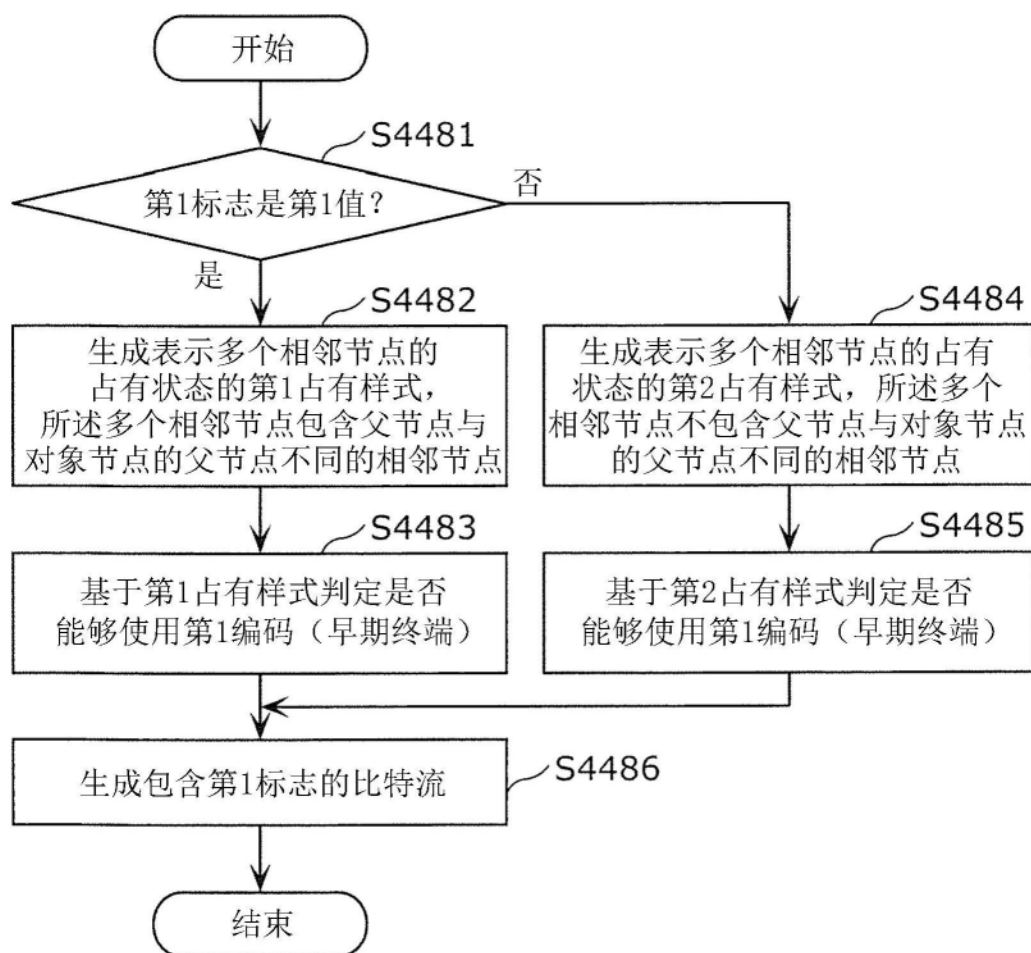 开始
S4481
第1标志是第1值？
否
是
S4482
生成表示多个相邻节点的
占有状态的第1占有样式，
所述多个相邻节点包含父节点与
对象节点的父节点不同的相邻节点
S4484
生成表示多个相邻节点的占有
状态的第2占有样式，所述多个
相邻节点不包含父节点与对象节点
的父节点不同的相邻节点
S4483
基于第1占有样式判定是否
能够使用第1编码（早期终端）
S4485
基于第2占有样式判定是否
能够使用第1编码（早期终端）
生成包含第1标志的比特流
S4486
结束